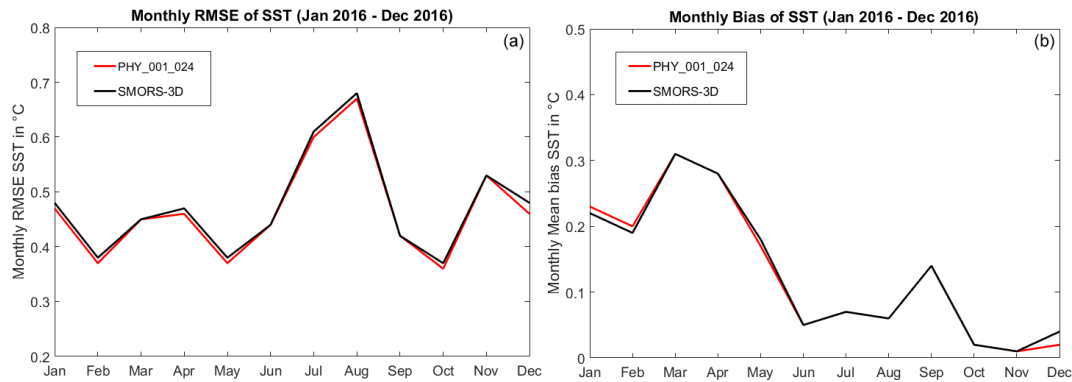 Monthly RMSE of SST (Jan 2016 - Dec 2016)
(a)
PHY_001_024
SMORS-3D
Monthly RMSE SST in °C
0.8
0.7
0.6
0.5
0.4
0.3
0.2
Jan Feb Mar Apr May Jun Jul Aug Sep Oct Nov Dec
Monthly Bias of SST (Jan 2016 - Dec 2016)
(b)
PHY_001_024
SMORS-3D
Monthly Mean bias SST in °C
0.5
0.4
0.3
0.2
0.1
0
Jan Feb Mar Apr May Jun Jul Aug Sep Oct Nov Dec